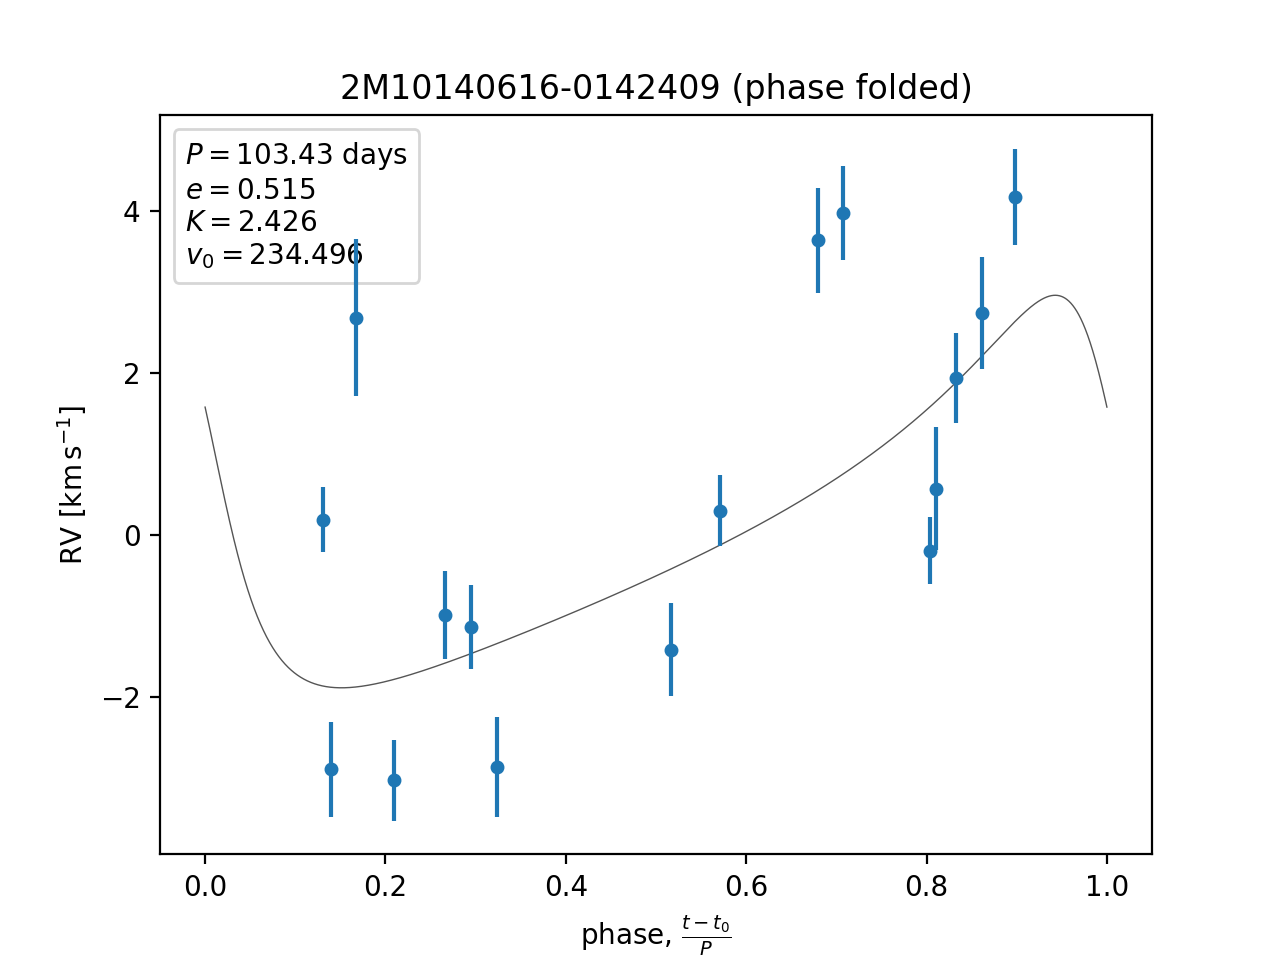 2M10140616-0142409 (phase folded)
P = 103.43 days
e = 0.515
K = 2.426
v₀ = 234.496
RV [km s⁻¹]
4
2
0
−2
0.0 0.2 0.4 0.6 0.8 1.0
phase, (t − t₀)/P